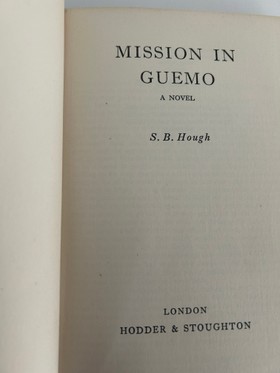 MISSION IN
GUEMO
A NOVEL
S. B. Hough
LONDON
HODDER & STOUGHTON